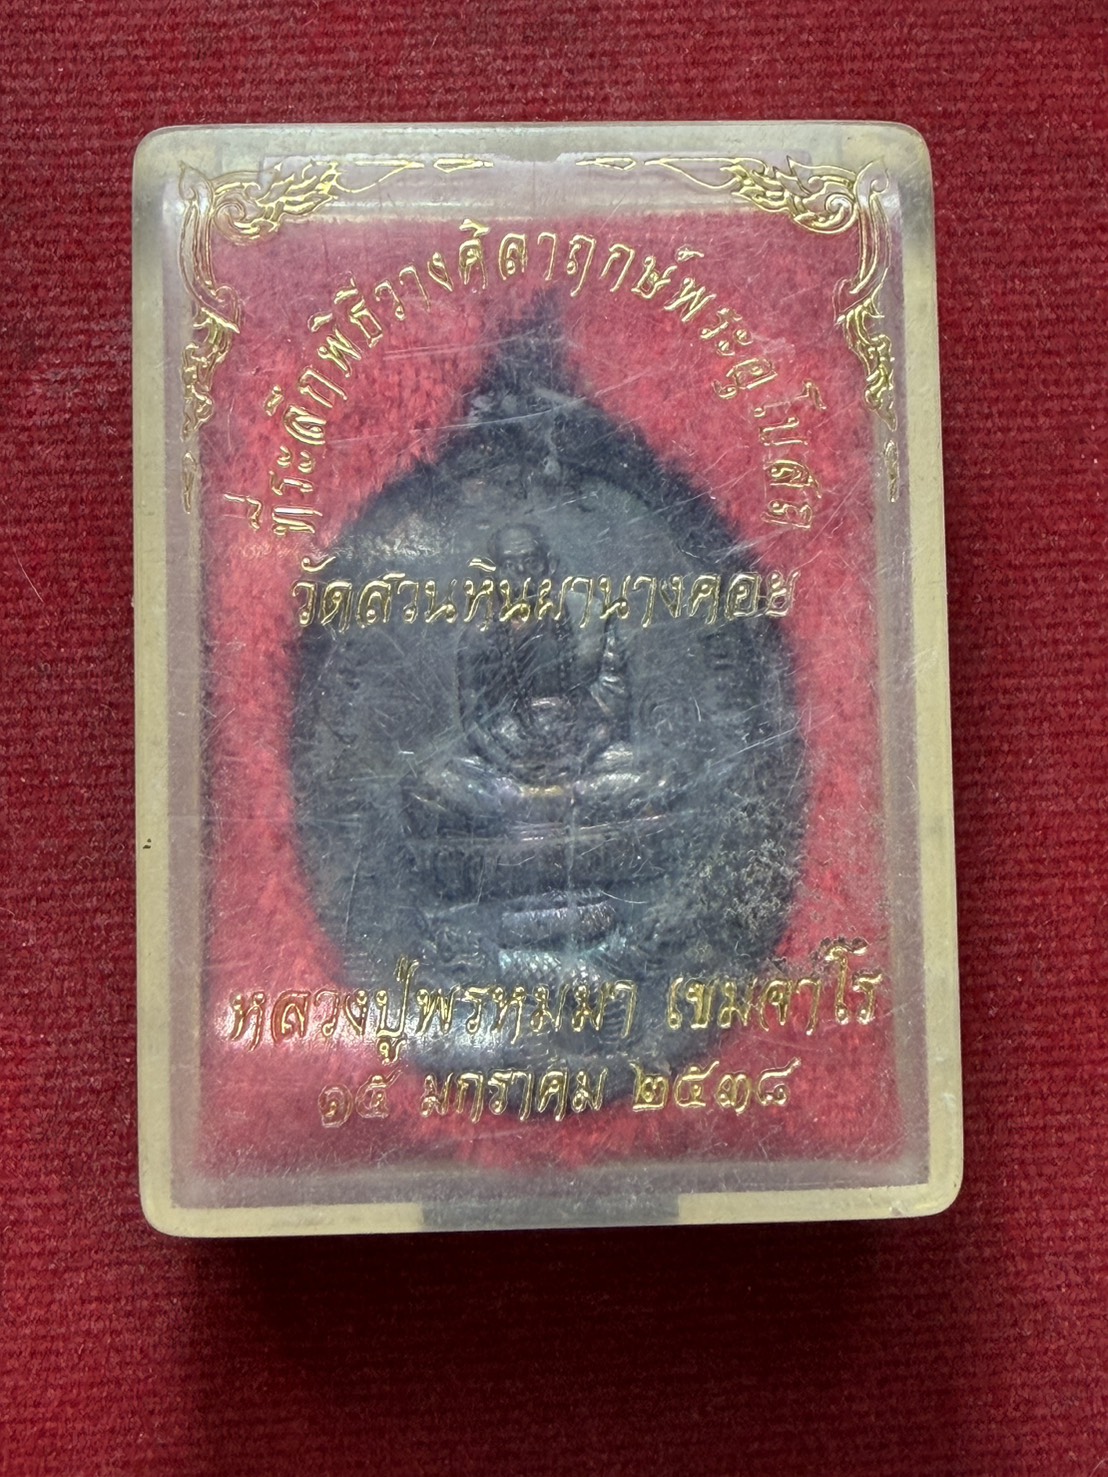 ที่ระลึกพิธีวางศิลาฤกษ์พระอุโบสถ
วัดสวนหินผานางคอย
หลวงปู่พรหมมา เขมจาโร
๑๕ มกราคม ๒๕๓๘